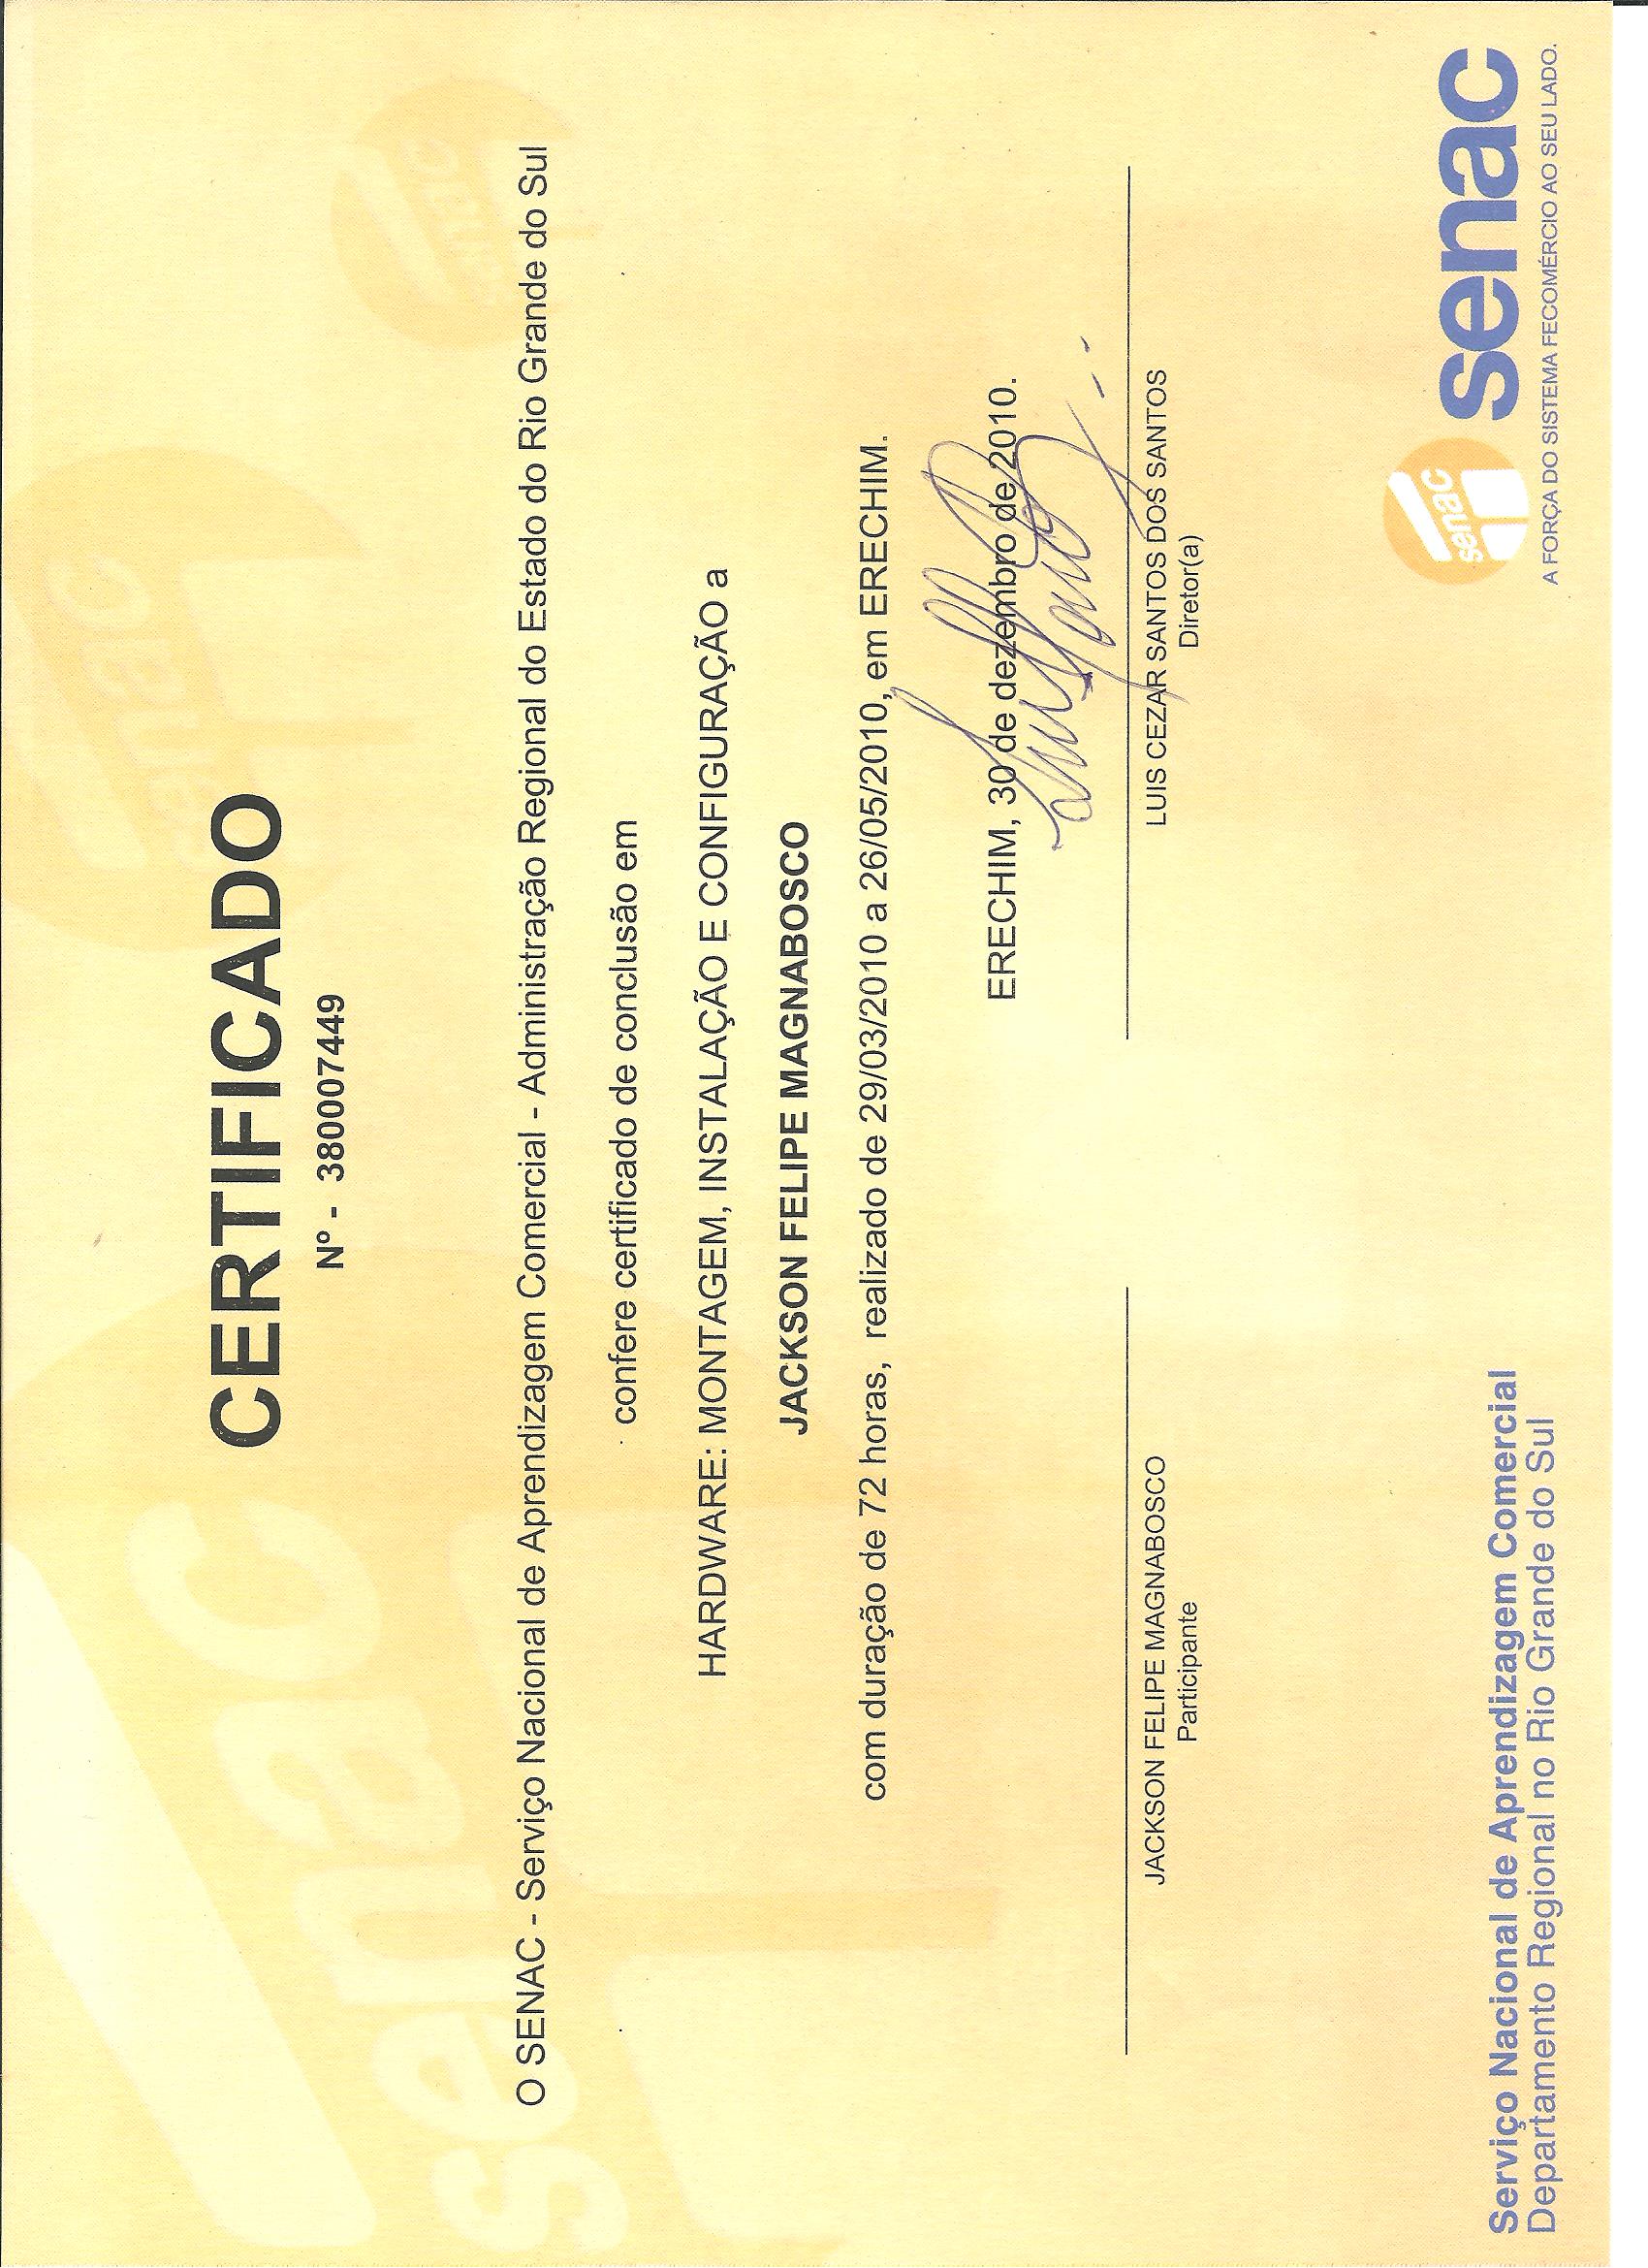 CERTIFICADO
Nº - 380007449
O SENAC - Serviço Nacional de Aprendizagem Comercial - Administração Regional do Estado do Rio Grande do Sul
confere certificado de conclusão em
HARDWARE: MONTAGEM, INSTALAÇÃO E CONFIGURAÇÃO a
JACKSON FELIPE MAGNABOSCO
com duração de 72 horas, realizado de 29/03/2010 a 26/05/2010, em ERECHIM.
ERECHIM, 30 de dezembro de 2010.
JACKSON FELIPE MAGNABOSCO
Participante
LUIS CEZAR SANTOS DOS SANTOS
Diretor(a)
Serviço Nacional de Aprendizagem Comercial
Departamento Regional no Rio Grande do Sul
senac
senac
A FORÇA DO SISTEMA FECOMÉRCIO AO SEU LADO.
senac
senac
senac